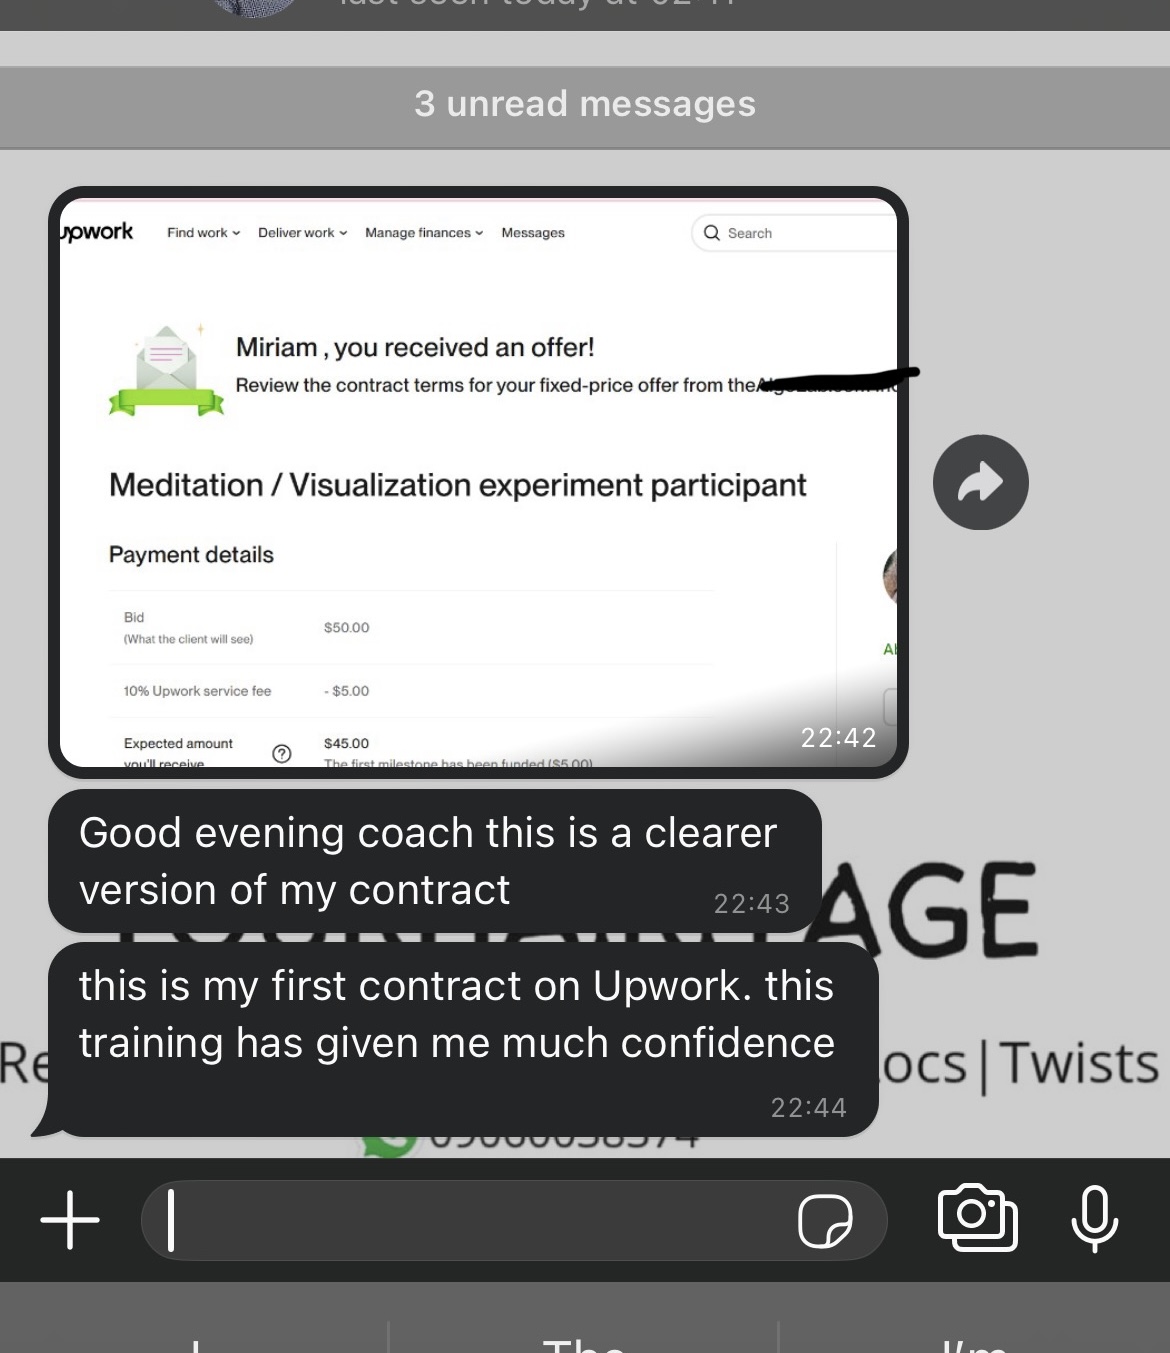 last seen today at
3 unread messages
upwork Find work Deliver work Manage finances Messages Search
Miriam , you received an offer!
Review the contract terms for your fixed-price offer from the
Meditation / Visualization experiment participant
Payment details
Bid
(What the client will see)
$50.00
10% Upwork service fee - $5.00
Expected amount
you'll receive
$45.00
The first milestone has been funded ($5.00)
22:42
Good evening coach this is a clearer
version of my contract
22:43
AGE
this is my first contract on Upwork. this
training has given me much confidence
22:44
Re
ocs|Twists
I The I'm